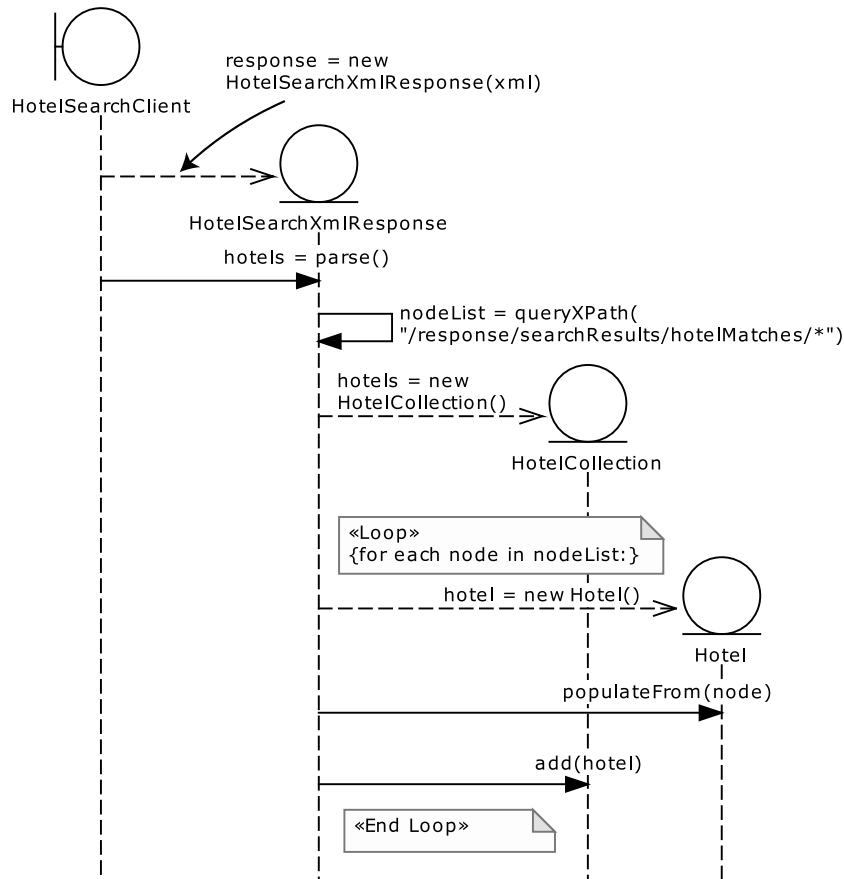 response = new
HotelSearchXmlResponse(xml)
HotelSearchClient
HotelSearchXmlResponse
hotels = parse()
nodeList = queryXPath(
"/response/searchResults/hotelMatches/*")
hotels = new
HotelCollection()
HotelCollection
«Loop»
{for each node in nodeList:}
hotel = new Hotel()
Hotel
populateFrom(node)
add(hotel)
«End Loop»